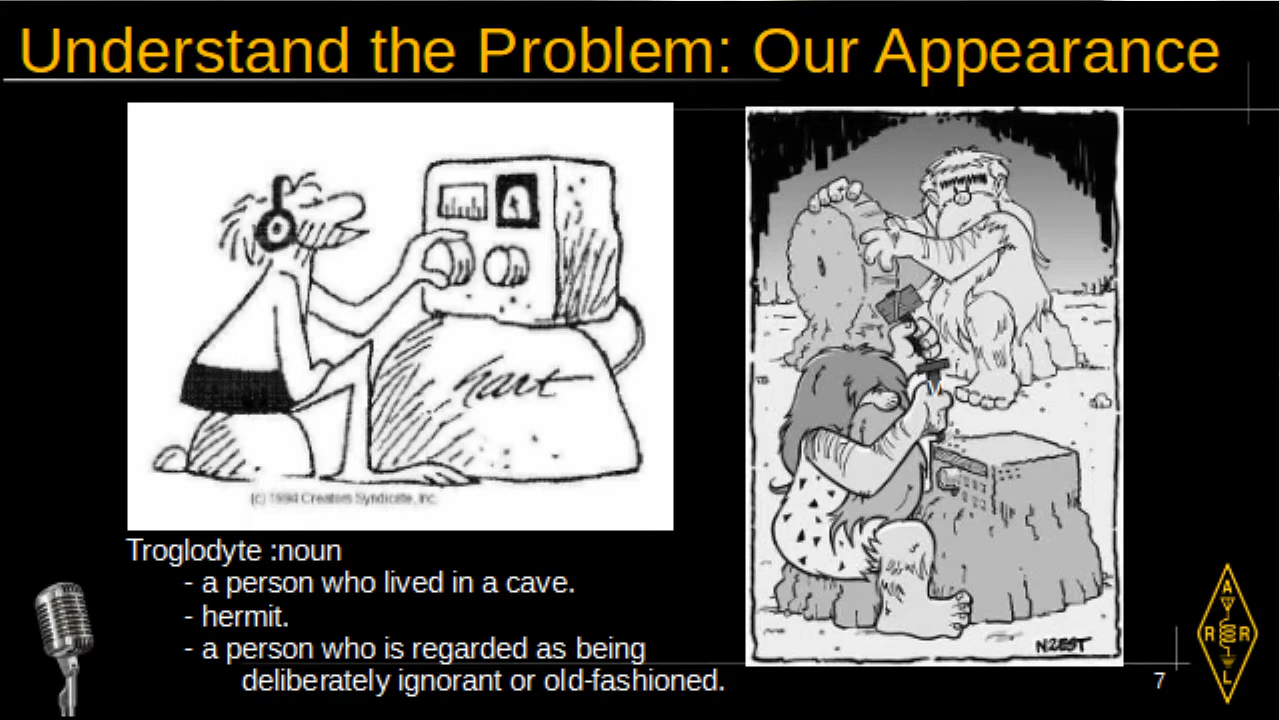 Understand the Problem: Our Appearance
hart
(c) 1994 Creators Syndicate, Inc.
N2EST
Troglodyte :noun
- a person who lived in a cave.
- hermit.
- a person who is regarded as being
deliberately ignorant or old-fashioned.
7
A
R R
L